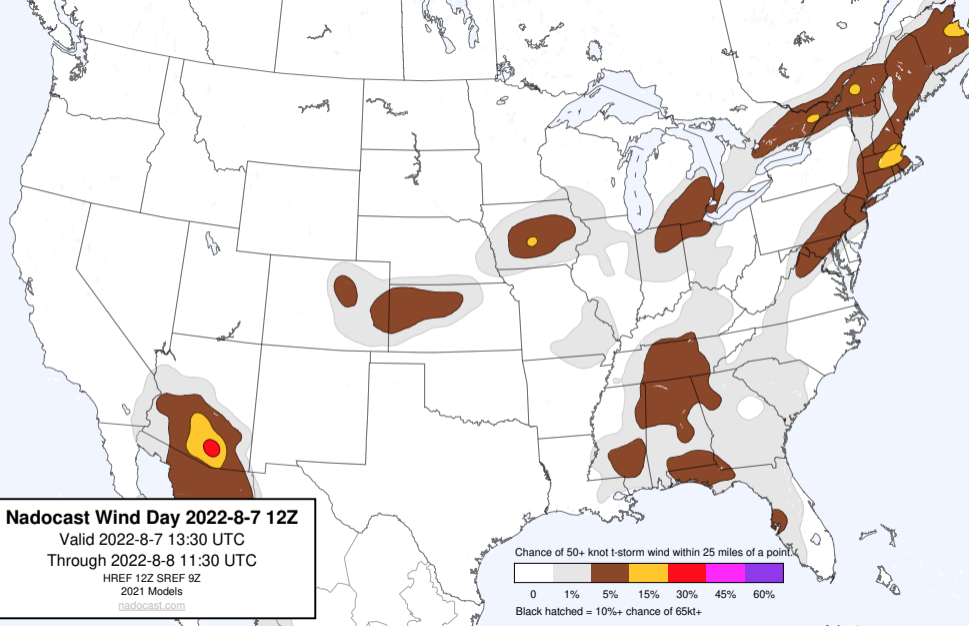 Nadocast Wind Day 2022-8-7 12Z
Valid 2022-8-7 13:30 UTC
Through 2022-8-8 11:30 UTC
HREF 12Z SREF 9Z
2021 Models
nadocast.com
Chance of 50+ knot t-storm wind within 25 miles of a point.
0 1% 5% 15% 30% 45% 60%
Black hatched = 10%+ chance of 65kt+